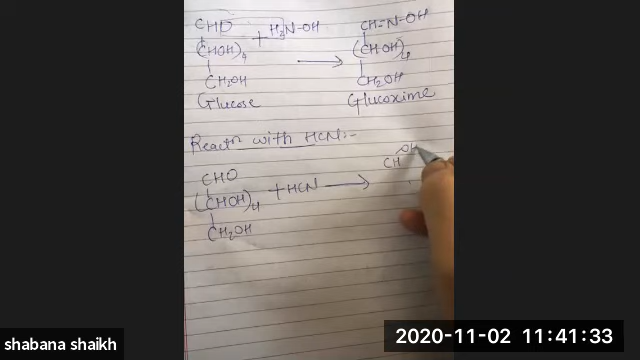 CHO + H2N-OH CH=N-OH
(CHOH)4 → (CHOH)4
CH2OH CH2OH
Glucose Glucoxime
Reactn with HCN:-
CH OH
CHO
(CHOH)4 + HCN →
CH2OH
shabana shaikh
2020-11-02 11:41:33